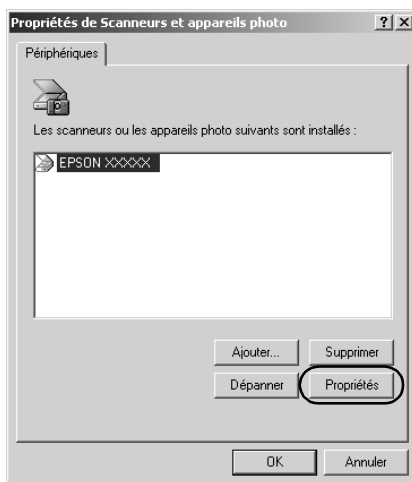 Propriétés de Scanneurs et appareils photo
Périphériques
Les scanneurs ou les appareils photo suivants sont installés :
EPSON XXXXX
Ajouter... Supprimer
Dépanner Propriétés
OK Annuler